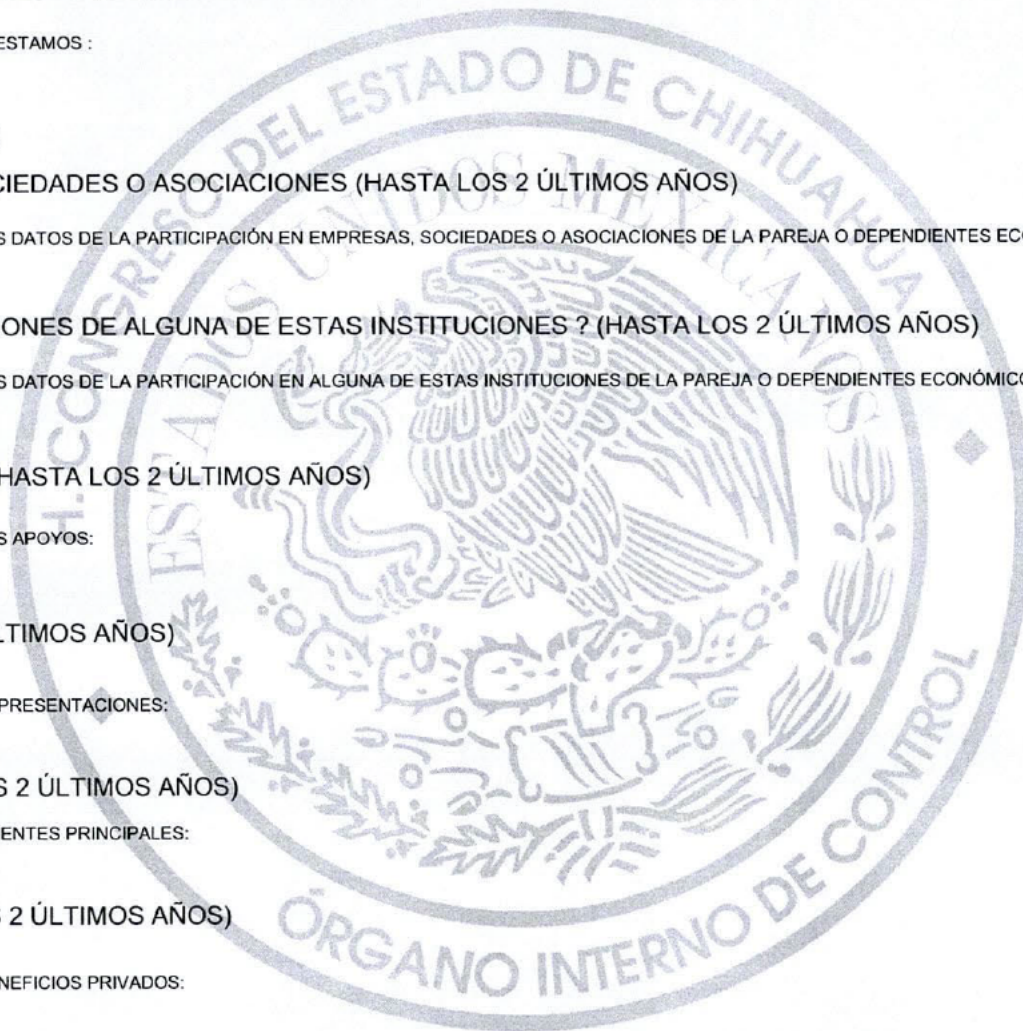 ESTAMOS :
CIEDADES O ASOCIACIONES (HASTA LOS 2 ÚLTIMOS AÑOS)
S DATOS DE LA PARTICIPACIÓN EN EMPRESAS, SOCIEDADES O ASOCIACIONES DE LA PAREJA O DEPENDIENTES ECO
ONES DE ALGUNA DE ESTAS INSTITUCIONES ? (HASTA LOS 2 ÚLTIMOS AÑOS)
S DATOS DE LA PARTICIPACIÓN EN ALGUNA DE ESTAS INSTITUCIONES DE LA PAREJA O DEPENDIENTES ECONÓMICO
HASTA LOS 2 ÚLTIMOS AÑOS)
S APOYOS:
LTIMOS AÑOS)
PRESENTACIONES:
S 2 ÚLTIMOS AÑOS)
ENTES PRINCIPALES:
S 2 ÚLTIMOS AÑOS)
NEFICIOS PRIVADOS:
H. CONGRESO DEL ESTADO DE CHIHUAHUA
ESTADOS UNIDOS MEXICANOS
ÓRGANO INTERNO DE CONTROL